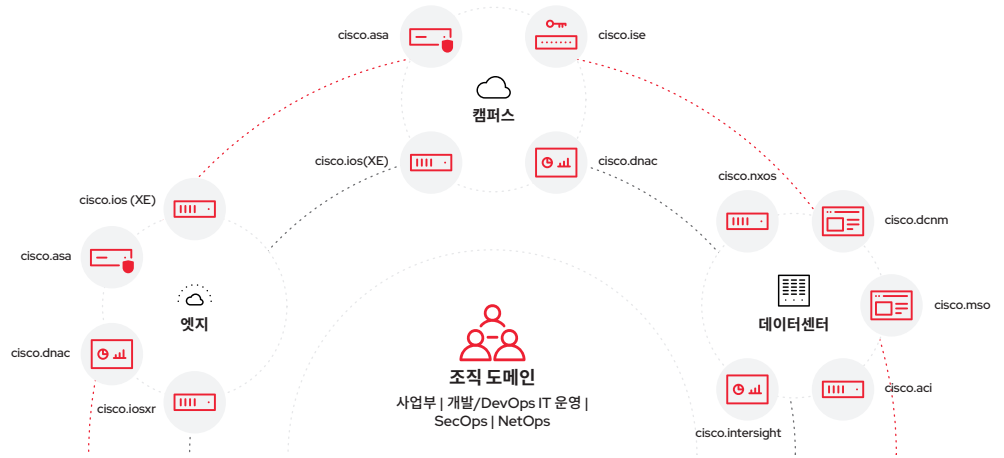 cisco.asa
cisco.ise
캠퍼스
cisco.ios(XE)
cisco.dnac
cisco.ios (XE)
cisco.asa
엣지
cisco.dnac
cisco.iosxr
cisco.nxos
cisco.dcnm
데이터센터
cisco.mso
cisco.aci
cisco.intersight
조직 도메인
사업부 | 개발/DevOps IT 운영 |
SecOps | NetOps